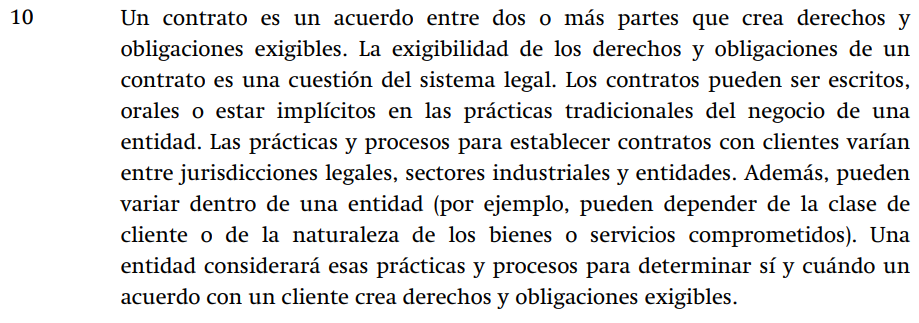 10 Un contrato es un acuerdo entre dos o más partes que crea derechos y
obligaciones exigibles. La exigibilidad de los derechos y obligaciones de un
contrato es una cuestión del sistema legal. Los contratos pueden ser escritos,
orales o estar implícitos en las prácticas tradicionales del negocio de una
entidad. Las prácticas y procesos para establecer contratos con clientes varían
entre jurisdicciones legales, sectores industriales y entidades. Además, pueden
variar dentro de una entidad (por ejemplo, pueden depender de la clase de
cliente o de la naturaleza de los bienes o servicios comprometidos). Una
entidad considerará esas prácticas y procesos para determinar sí y cuándo un
acuerdo con un cliente crea derechos y obligaciones exigibles.